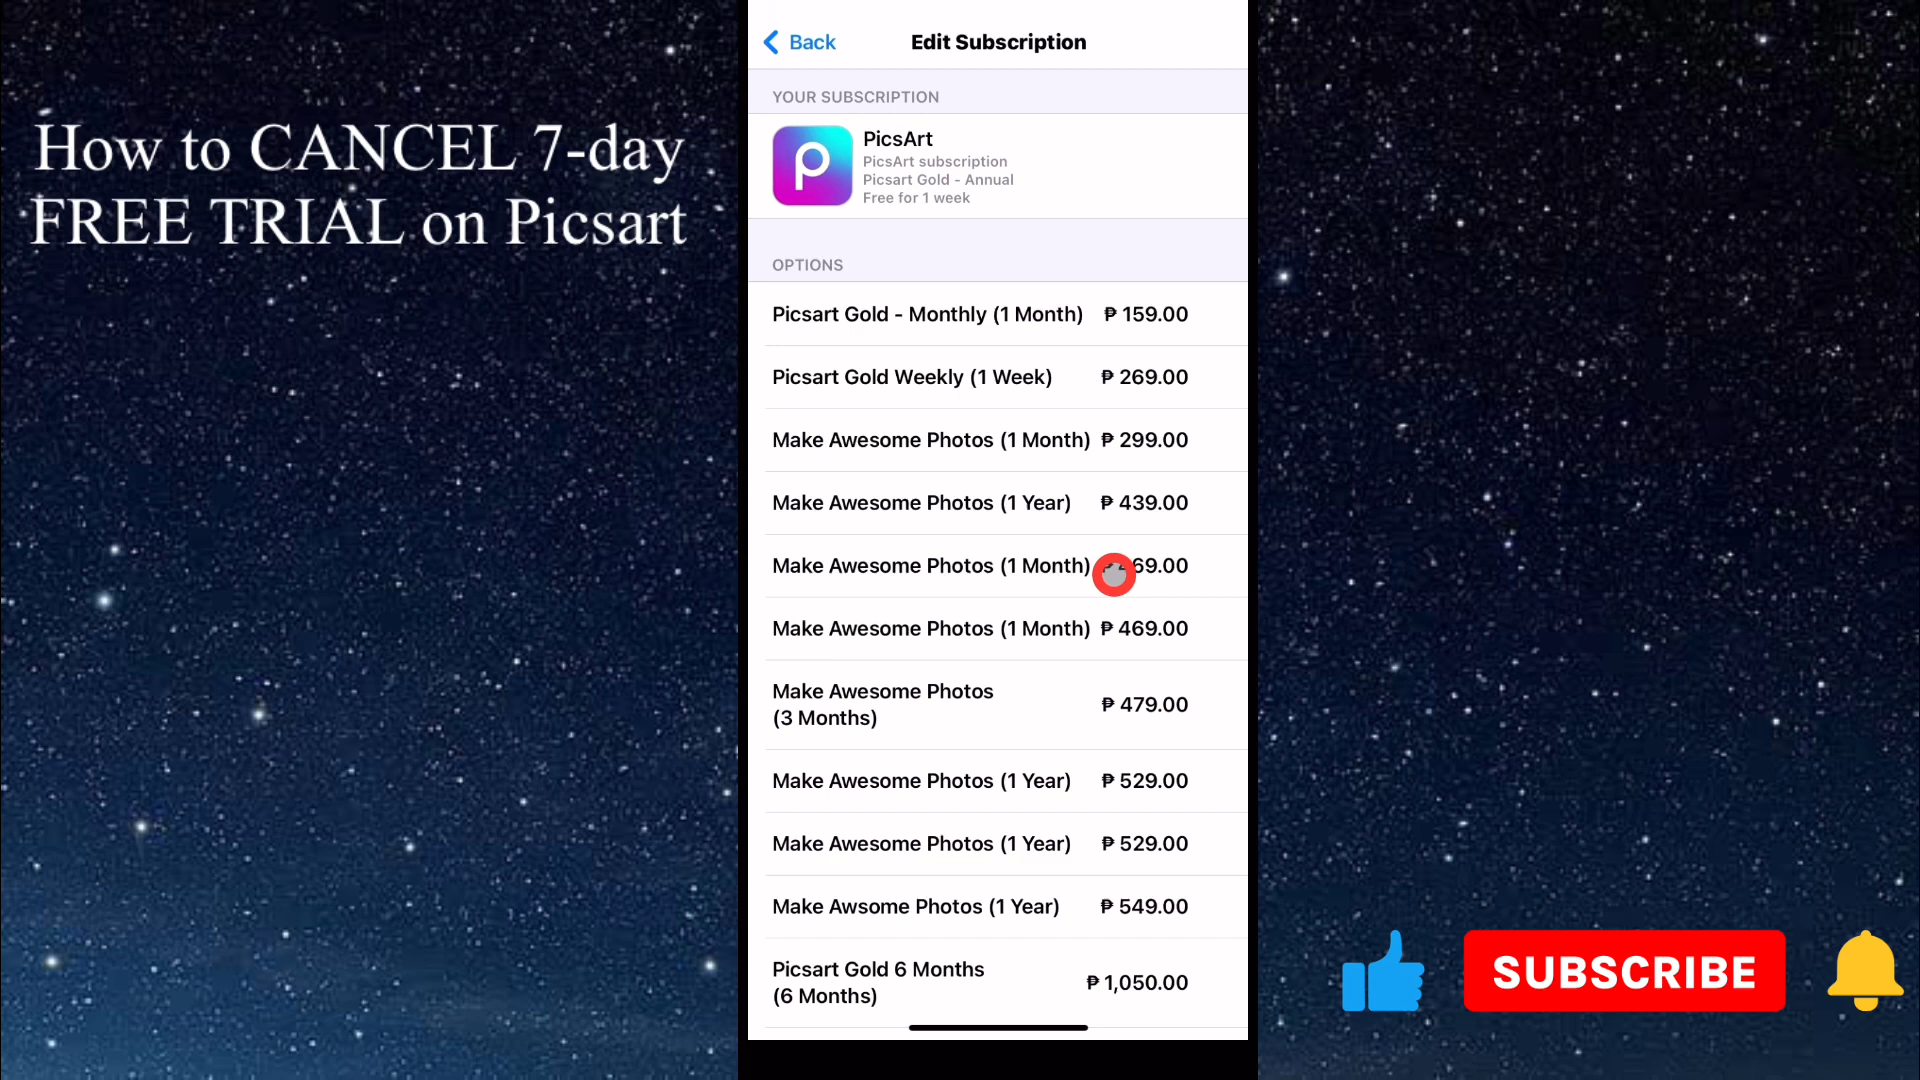 How to CANCEL 7-day
FREE TRIAL on Picsart
Back
Edit Subscription
YOUR SUBSCRIPTION
PicsArt
PicsArt subscription
Picsart Gold - Annual
Free for 1 week
OPTIONS
Picsart Gold - Monthly (1 Month) ₱ 159.00
Picsart Gold Weekly (1 Week) ₱ 269.00
Make Awesome Photos (1 Month) ₱ 299.00
Make Awesome Photos (1 Year) ₱ 439.00
Make Awesome Photos (1 Month)
Make Awesome Photos (1 Month) ₱ 469.00
Make Awesome Photos
(3 Months)
₱ 479.00
Make Awesome Photos (1 Year) ₱ 529.00
Make Awesome Photos (1 Year) ₱ 529.00
Make Awsome Photos (1 Year) ₱ 549.00
Picsart Gold 6 Months
(6 Months)
₱ 1,050.00
SUBSCRIBE